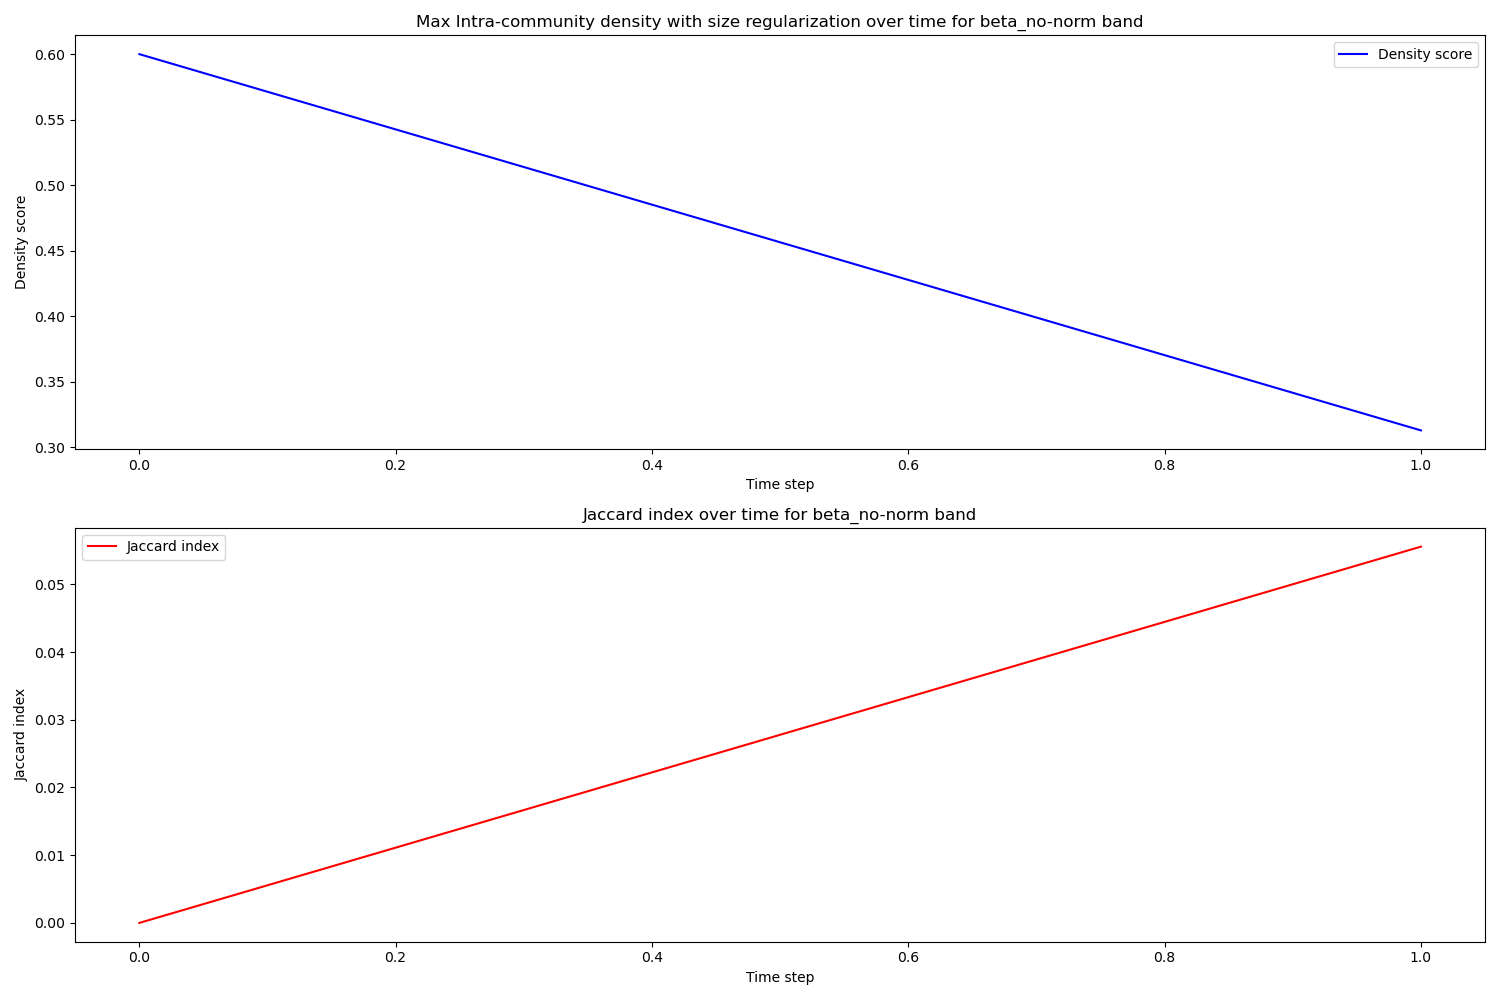 Max Intra-community density with size regularization over time for beta_no-norm band
Density score
0.60
0.55
0.50
0.45
0.40
0.35
0.30
Density score
0.0 0.2 0.4 0.6 0.8 1.0
Time step
Jaccard index over time for beta_no-norm band
Jaccard index
0.05
0.04
0.03
0.02
0.01
0.00
Jaccard index
0.0 0.2 0.4 0.6 0.8 1.0
Time step